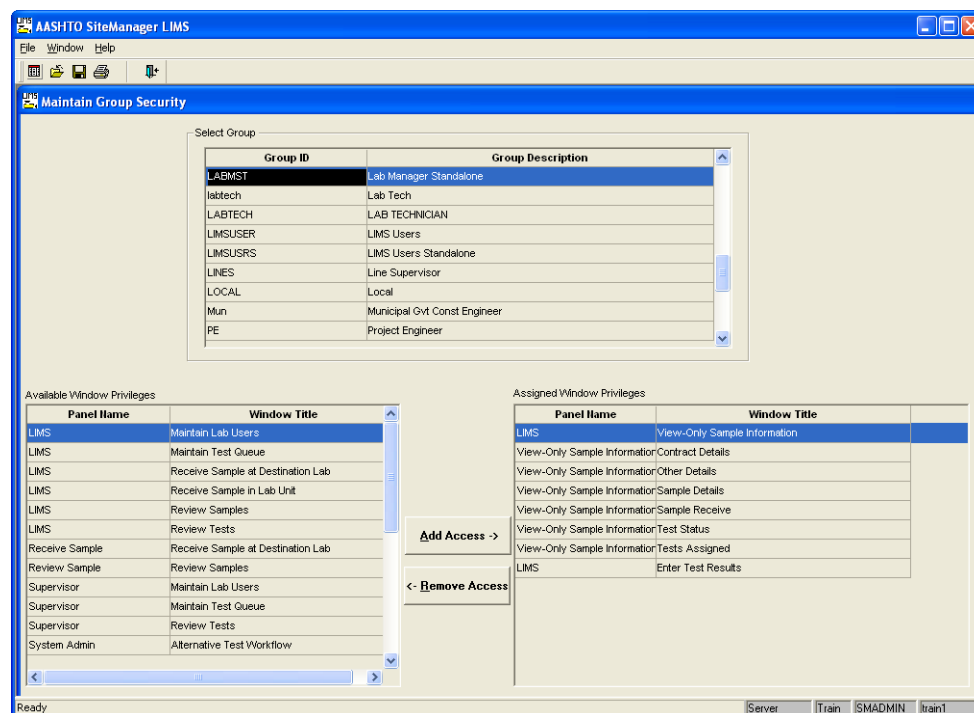 AASHTO SiteManager LIMS
File Window Help
LIMS Maintain Group Security
Select Group
Group ID Group Description
LABMST Lab Manager Standalone
labtech Lab Tech
LABTECH LAB TECHNICIAN
LIMSUSER LIMS Users
LIMSUSRS LIMS Users Standalone
LINES Line Supervisor
LOCAL Local
Mun Municipal Gvt Const Engineer
PE Project Engineer
Available Window Privileges
Panel Name Window Title
LIMS Maintain Lab Users
LIMS Maintain Test Queue
LIMS Receive Sample at Destination Lab
LIMS Receive Sample in Lab Unit
LIMS Review Samples
LIMS Review Tests
Receive Sample Receive Sample at Destination Lab
Review Sample Review Samples
Supervisor Maintain Lab Users
Supervisor Maintain Test Queue
Supervisor Review Tests
System Admin Alternative Test Workflow
Add Access ->
<- Remove Access
Assigned Window Privileges
Panel Name Window Title
LIMS View-Only Sample Information
View-Only Sample Information Contract Details
View-Only Sample Information Other Details
View-Only Sample Information Sample Details
View-Only Sample Information Sample Receive
View-Only Sample Information Test Status
View-Only Sample Information Tests Assigned
LIMS Enter Test Results
Ready Server Train SMADMIN train1